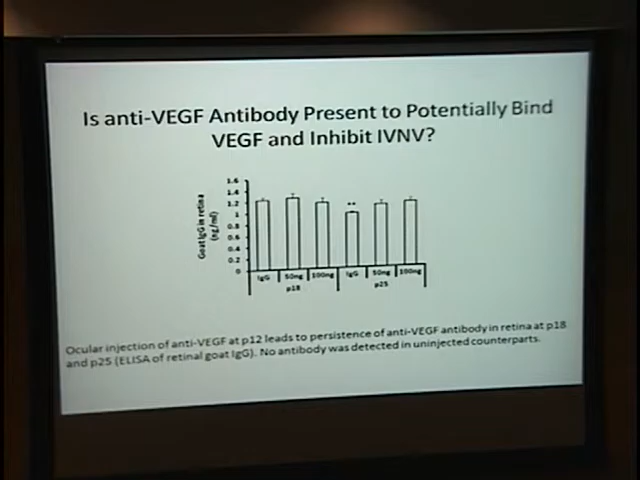 Is anti-VEGF Antibody Present to Potentially Bind
VEGF and Inhibit IVNV?
Goat IgG in retina
(ng/ml)
1.6
1.4
1.2
1
0.8
0.6
0.4
0.2
0
**
IgG 50ng 100ng IgG 50ng 100ng
p18 p25
Ocular injection of anti-VEGF at p12 leads to persistence of anti-VEGF antibody in retina at p18
and p25 (ELISA of retinal goat IgG). No antibody was detected in uninjected counterparts.